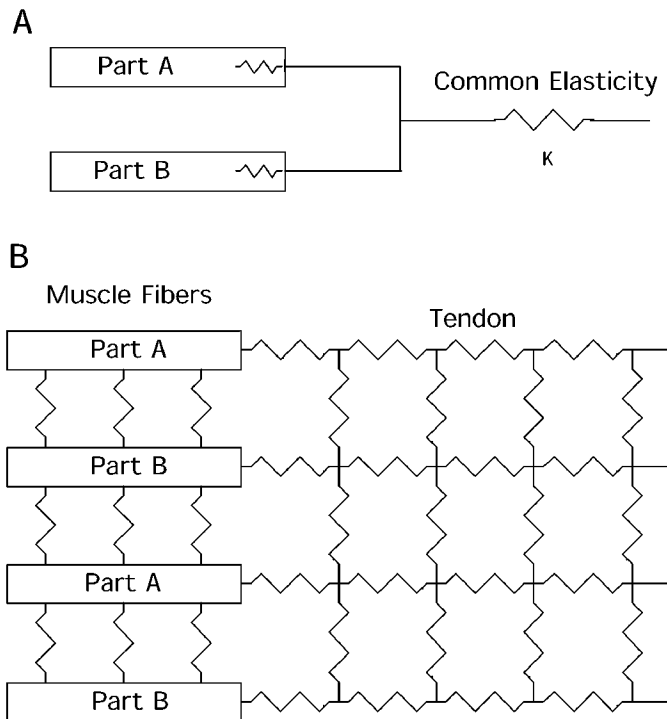 A
Part A
Common Elasticity
Part B
K
B
Muscle Fibers
Tendon
Part A
Part B
Part A
Part B